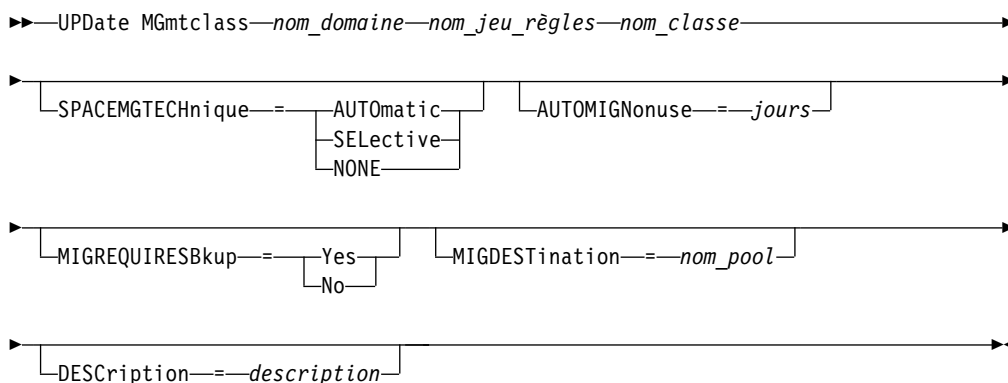 UPDate MGmtclass nom_domaine nom_jeu_règles nom_classe
SPACEMGTECHnique = AUTOmatic
SELective
NONE
AUTOMIGNonuse = jours
MIGREQUIRESBkup = Yes
No
MIGDESTination = nom_pool
DESCription = description